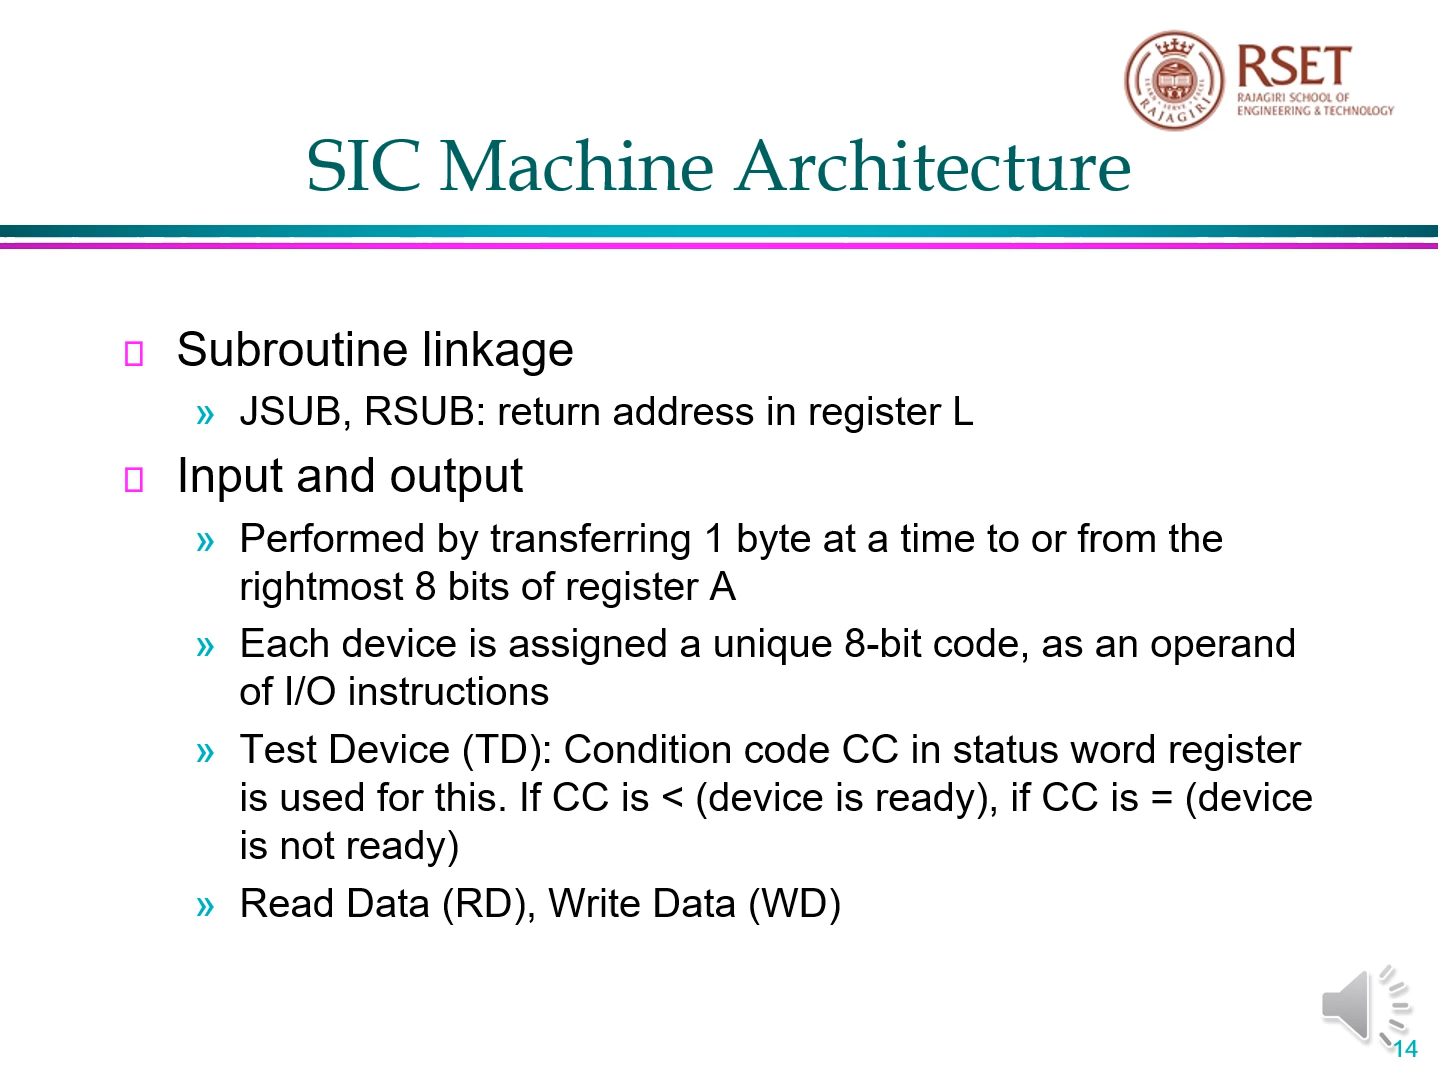 RSET
RAJAGIRI SCHOOL OF
ENGINEERING & TECHNOLOGY
RAJAGIRI
SIC Machine Architecture
Subroutine linkage
» JSUB, RSUB: return address in register L
Input and output
» Performed by transferring 1 byte at a time to or from the
rightmost 8 bits of register A
» Each device is assigned a unique 8-bit code, as an operand
of I/O instructions
» Test Device (TD): Condition code CC in status word register
is used for this. If CC is < (device is ready), if CC is = (device
is not ready)
» Read Data (RD), Write Data (WD)
14